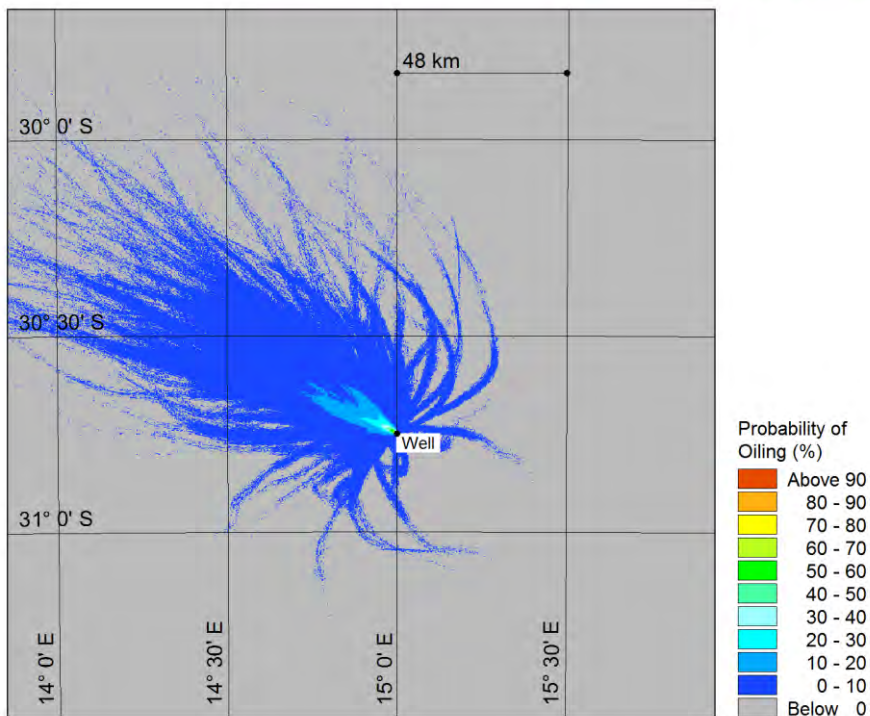 48 km
30° 0' S
30° 30' S
Well
31° 0' S
14° 0' E
14° 30' E
15° 0' E
15° 30' E
Probability of
Oiling (%)
Above 90
80 - 90
70 - 80
60 - 70
50 - 60
40 - 50
30 - 40
20 - 30
10 - 20
0 - 10
Below 0